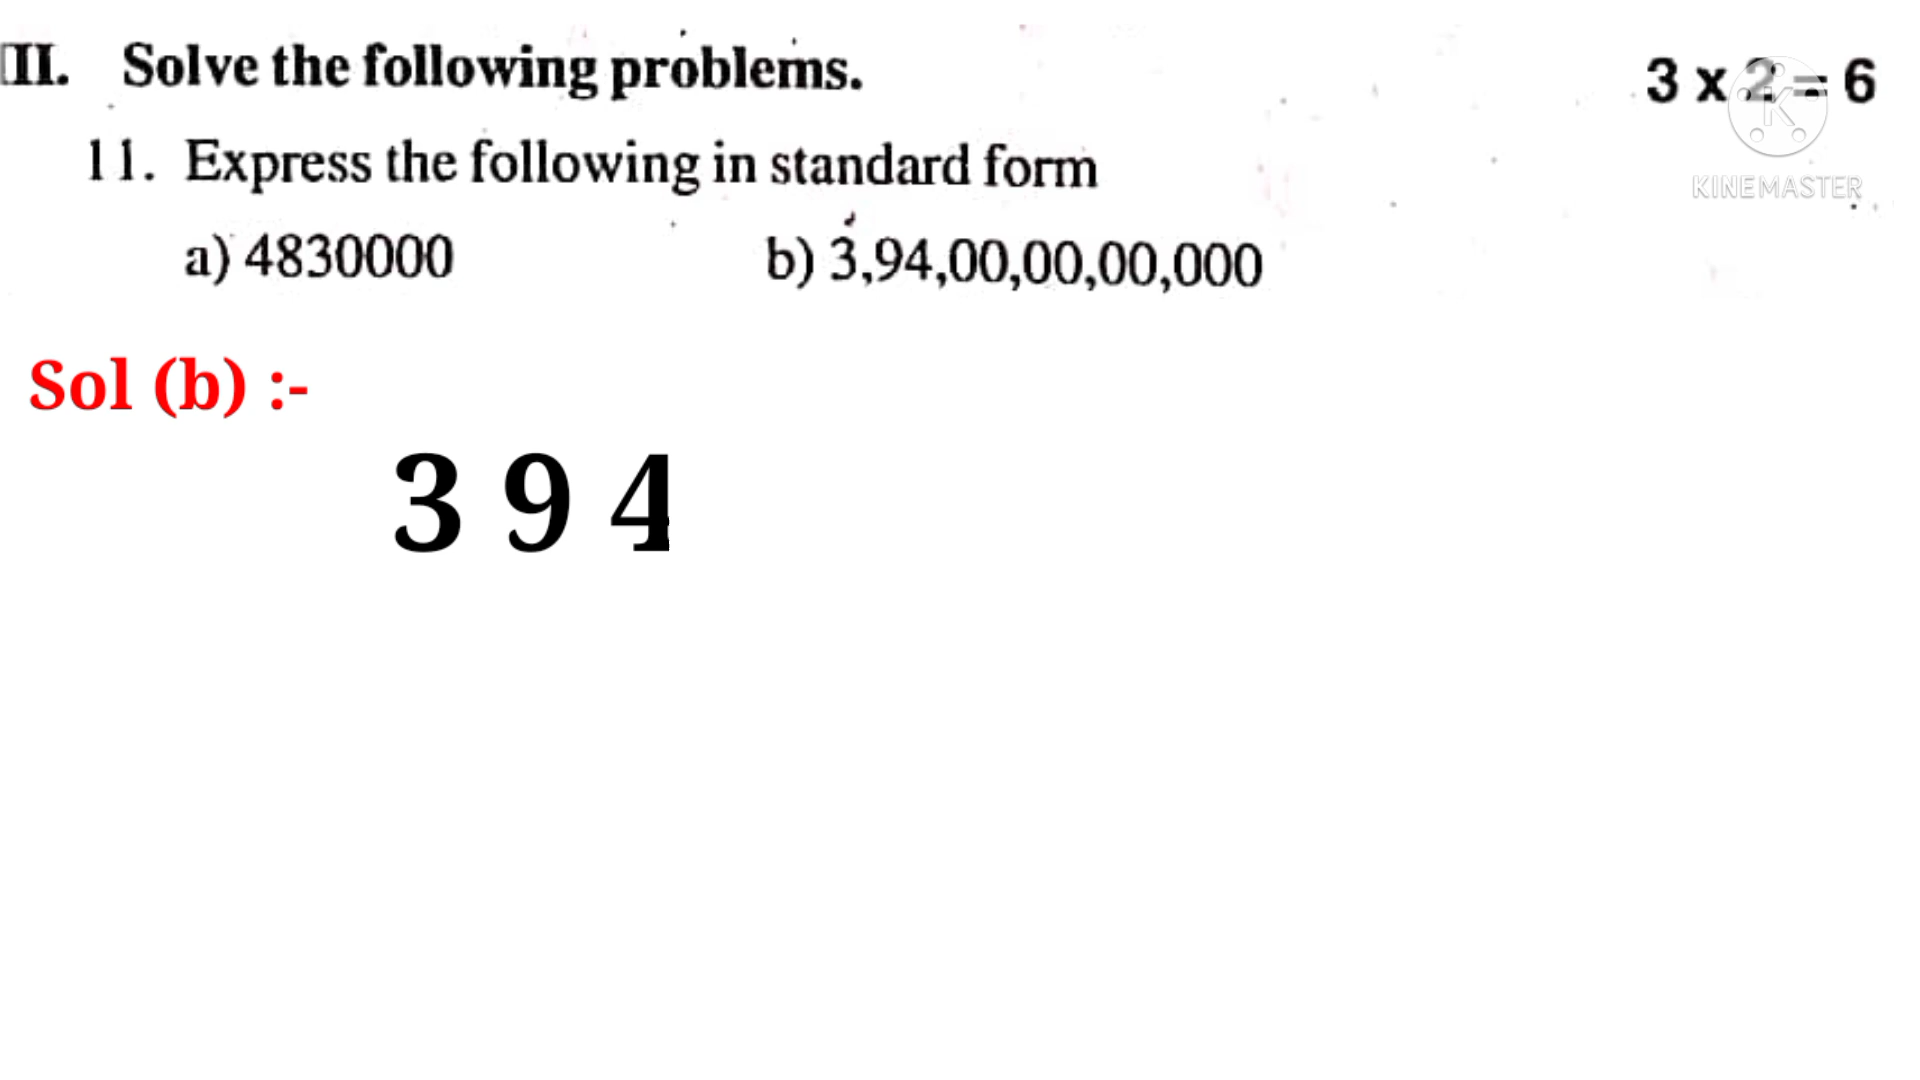 III. Solve the following problems.
3 x 2 = 6
11. Express the following in standard form
KINEMASTER
a) 4830000 b) 3,94,00,00,00,000
Sol (b) :-
3 9 4